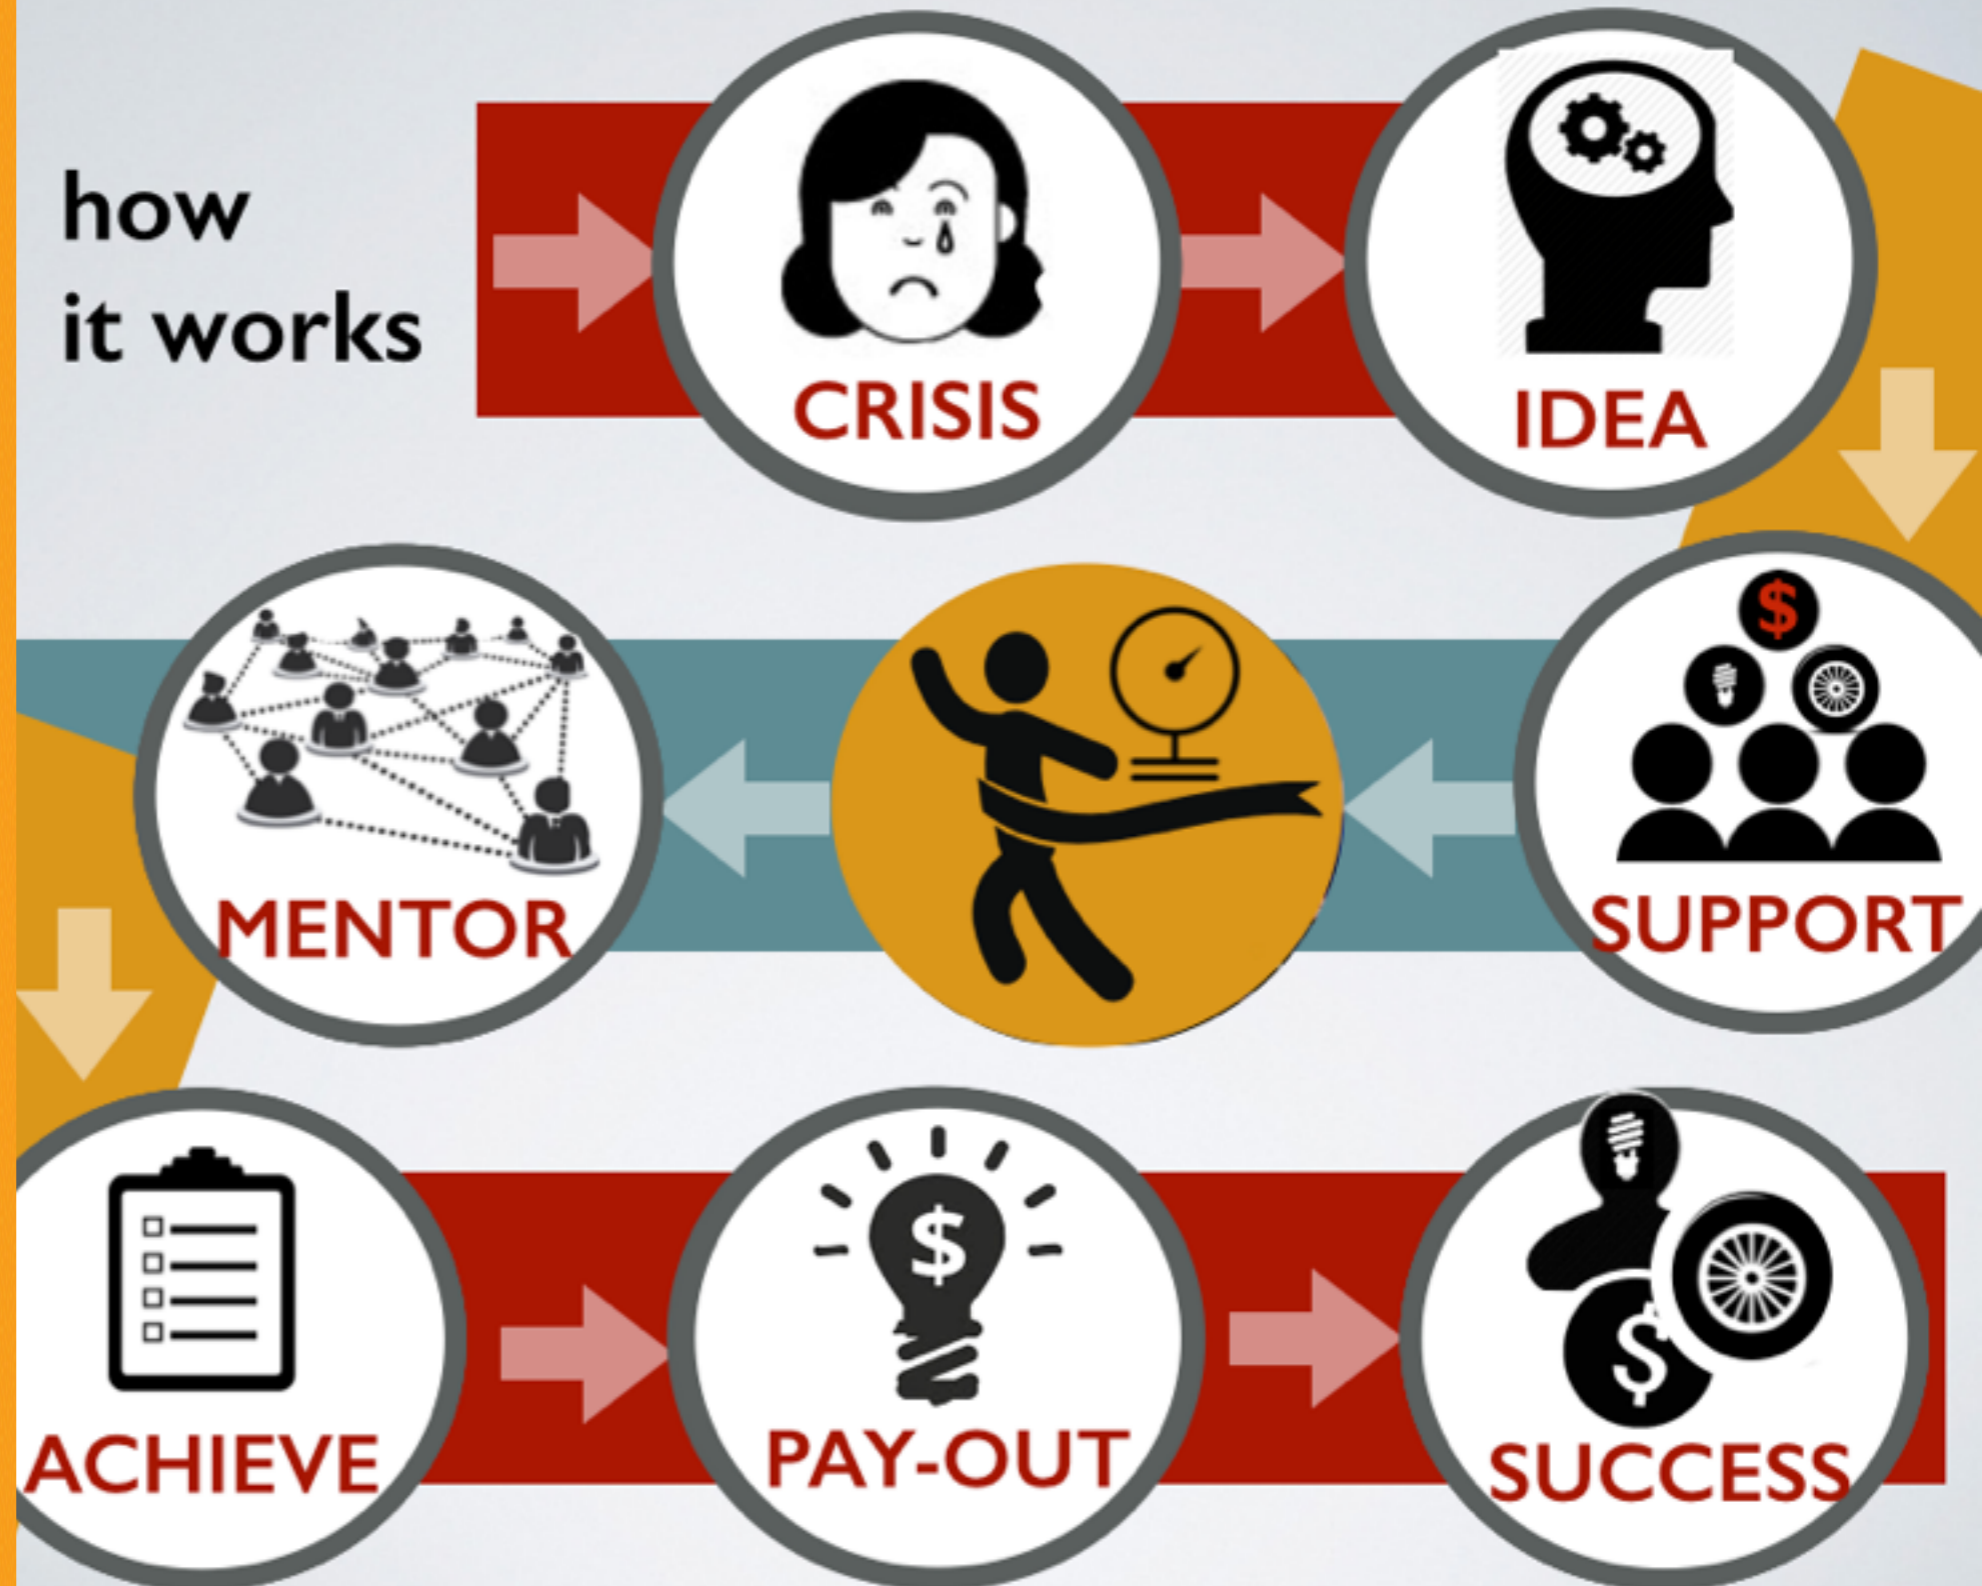 how
it works
CRISIS
IDEA
$
SUPPORT
MENTOR
ACHIEVE
$
PAY-OUT
$
SUCCESS